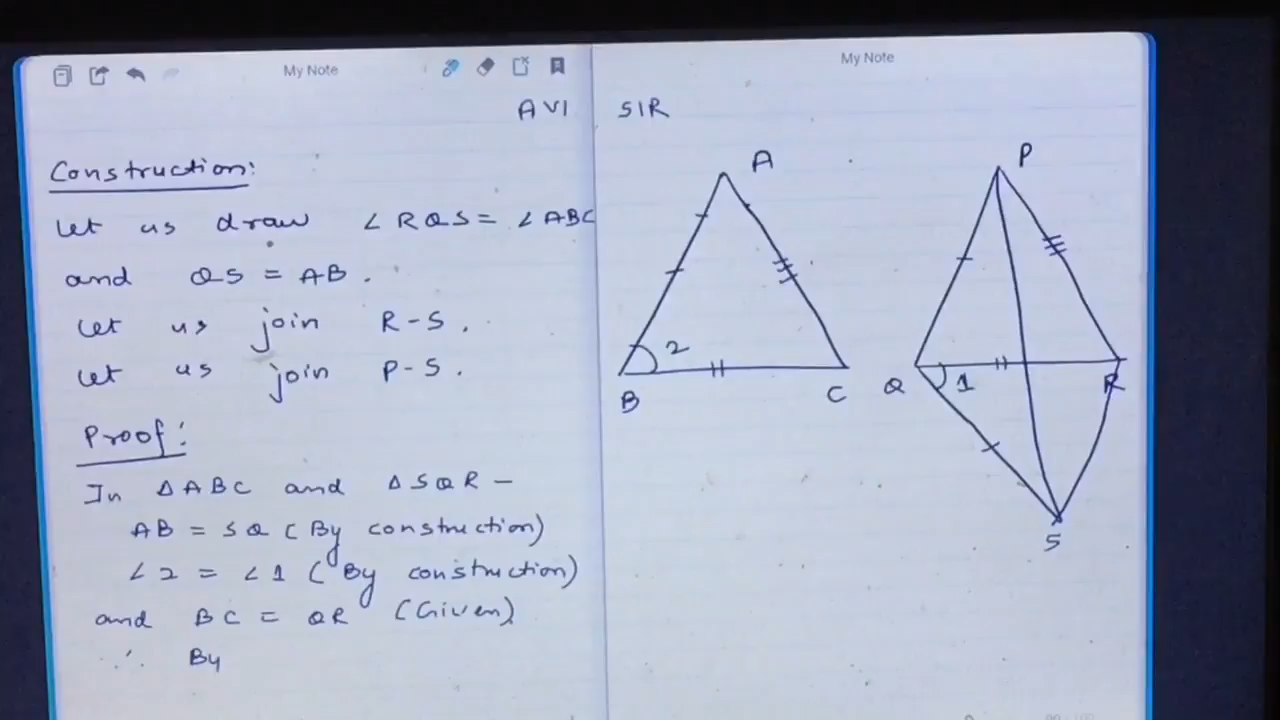 My Note
My Note
AVI SIR
Construction:
Let us draw ∠RQS = ∠ABC
and QS = AB.
Let us join R-S.
Let us join P-S.
Proof:
In ΔABC and ΔSQR –
AB = SQ (By construction)
∠2 = ∠1 (By construction)
and BC = QR (Given)
∴ By
A
2
B
C
P
Q
1
R
S